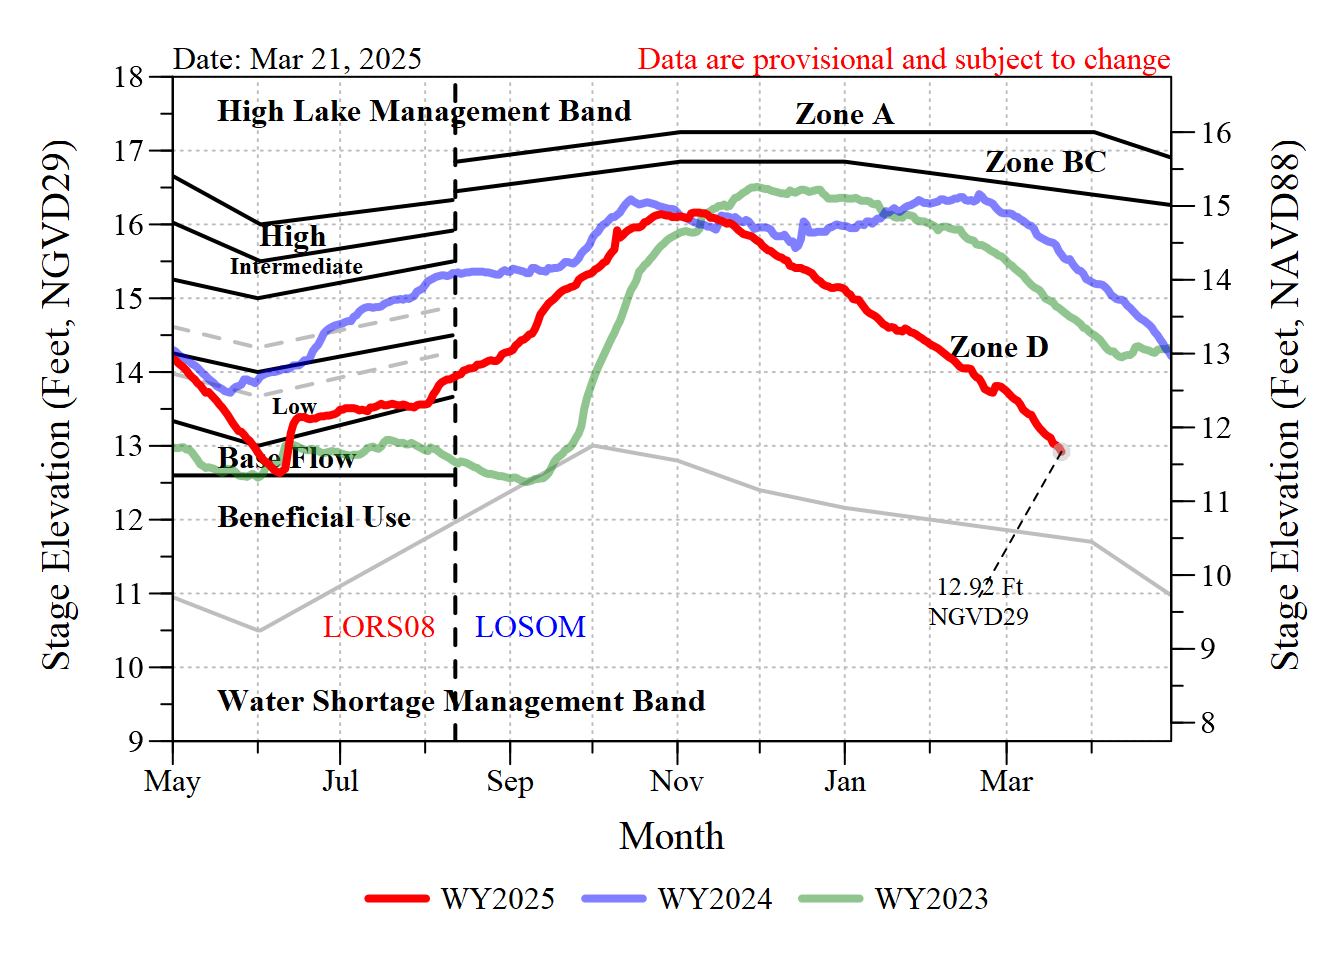 Date: Mar 21, 2025
Data are provisional and subject to change
18
17
16
15
14
13
12
11
10
9
Stage Elevation (Feet, NGVD29)
High Lake Management Band
Zone A
Zone BC
High
Intermediate
Zone D
Low
Base Flow
Beneficial Use
12.92 Ft
NGVD29
LORS08
LOSOM
Water Shortage Management Band
16
15
14
13
12
11
10
9
8
Stage Elevation (Feet, NAVD88)
May Jul Sep Nov Jan Mar
Month
WY2025 WY2024 WY2023